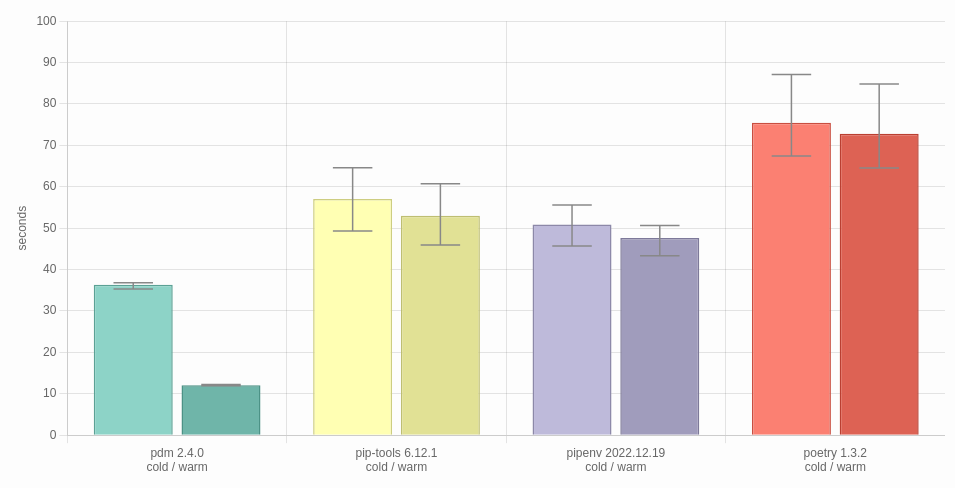 100
90
80
70
60
50
40
30
20
10
0
seconds
pdm 2.4.0
cold / warm
pip-tools 6.12.1
cold / warm
pipenv 2022.12.19
cold / warm
poetry 1.3.2
cold / warm